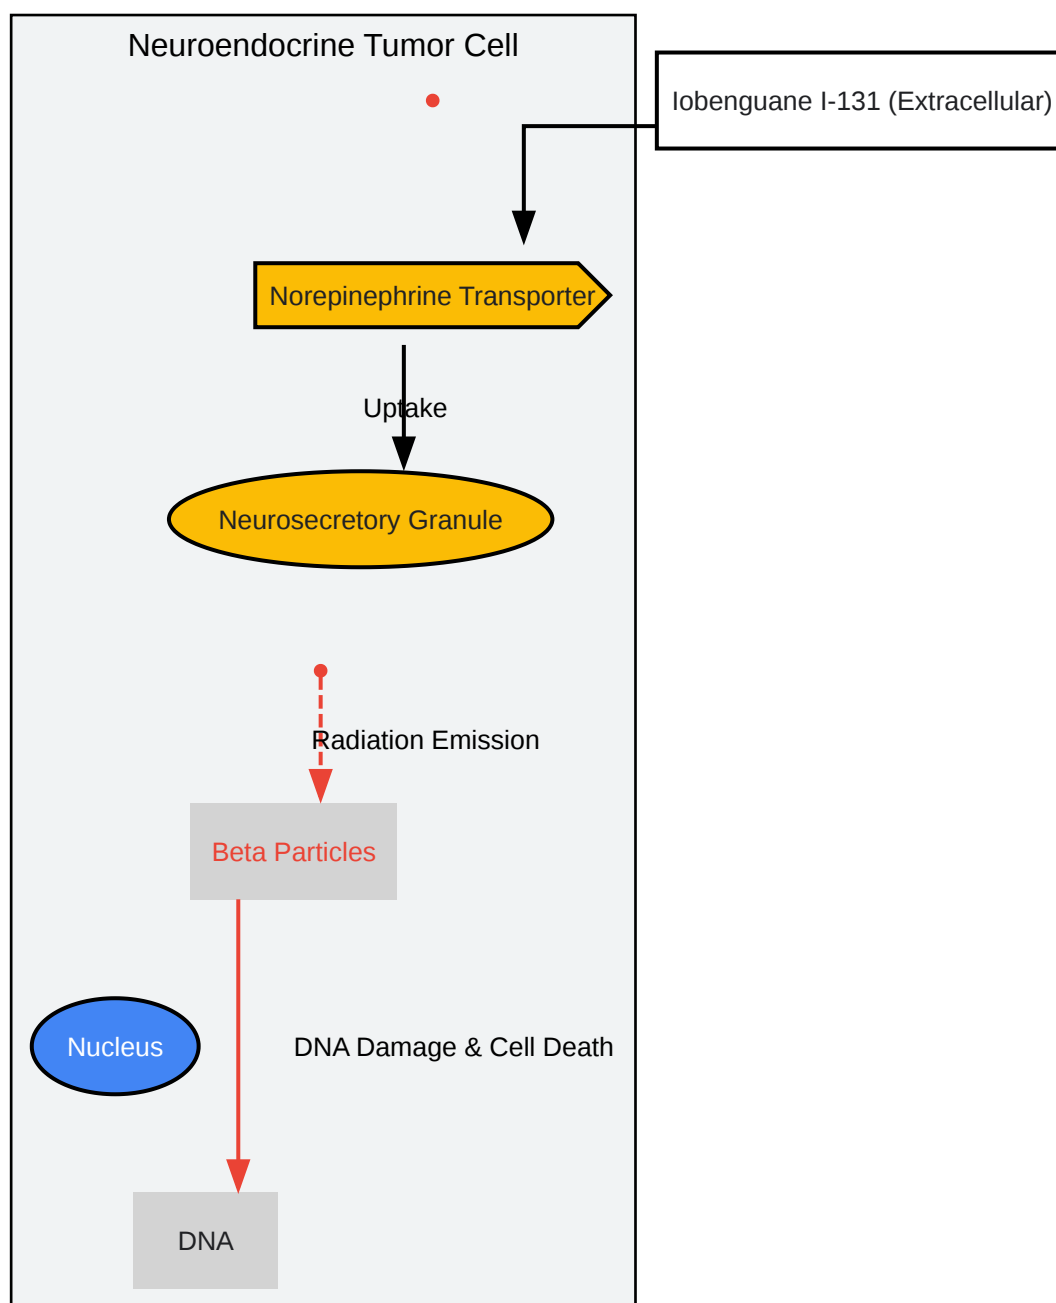 Neuroendocrine Tumor Cell
Iobenguane I-131 (Extracellular)
Norepinephrine Transporter
Uptake
Neurosecretory Granule
Radiation Emission
Beta Particles
Nucleus
DNA Damage & Cell Death
DNA